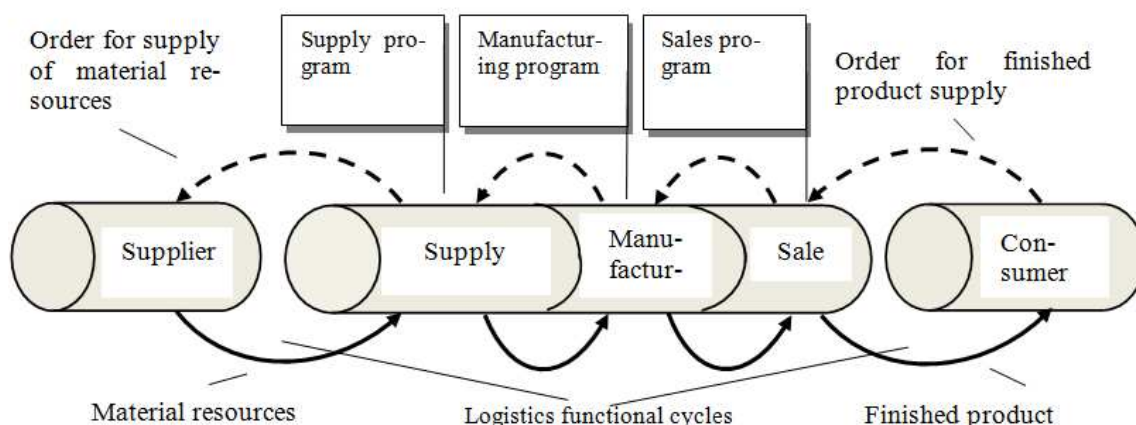 Order for supply
of material re-
sources
Supply pro-
gram
Manufactur-
ing program
Sales pro-
gram
Order for finished
product supply
Supplier
Supply
Manu-
factur-
Sale
Con-
sumer
Material resources
Logistics functional cycles
Finished product